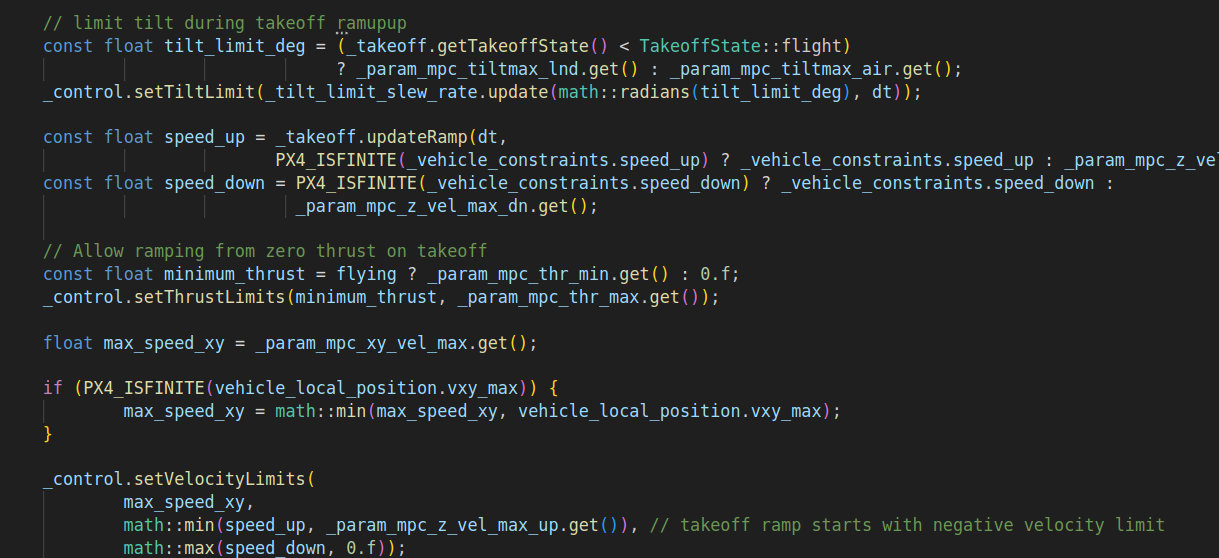 // limit tilt during takeoff ramupup
const float tilt_limit_deg = (_takeoff.getTakeoffState() < TakeoffState::flight)
? _param_mpc_tiltmax_lnd.get() : _param_mpc_tiltmax_air.get();
_control.setTiltLimit(_tilt_limit_slew_rate.update(math::radians(tilt_limit_deg), dt));
const float speed_up = _takeoff.updateRamp(dt,
PX4_ISFINITE(_vehicle_constraints.speed_up) ? _vehicle_constraints.speed_up : _param_mpc_z_vel
const float speed_down = PX4_ISFINITE(_vehicle_constraints.speed_down) ? _vehicle_constraints.speed_down :
_param_mpc_z_vel_max_dn.get();
// Allow ramping from zero thrust on takeoff
const float minimum_thrust = flying ? _param_mpc_thr_min.get() : 0.f;
_control.setThrustLimits(minimum_thrust, _param_mpc_thr_max.get());
float max_speed_xy = _param_mpc_xy_vel_max.get();
if (PX4_ISFINITE(vehicle_local_position.vxy_max)) {
max_speed_xy = math::min(max_speed_xy, vehicle_local_position.vxy_max);
}
_control.setVelocityLimits(
max_speed_xy,
math::min(speed_up, _param_mpc_z_vel_max_up.get()), // takeoff ramp starts with negative velocity limit
math::max(speed_down, 0.f));